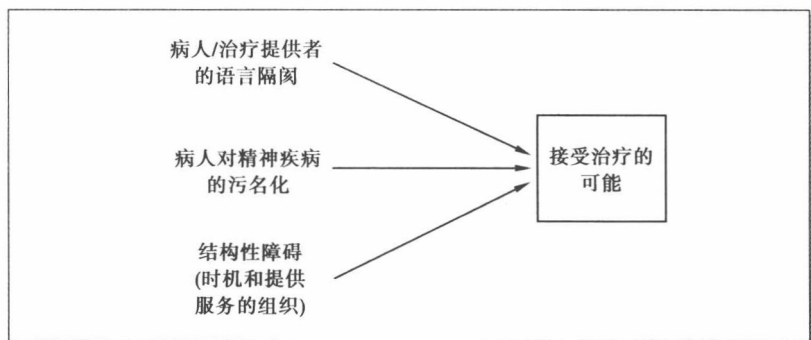 病人/治疗提供者
的语言隔阂
病人对精神疾病
的污名化
结构性障碍
(时机和提供
服务的组织)
接受治疗的
可能